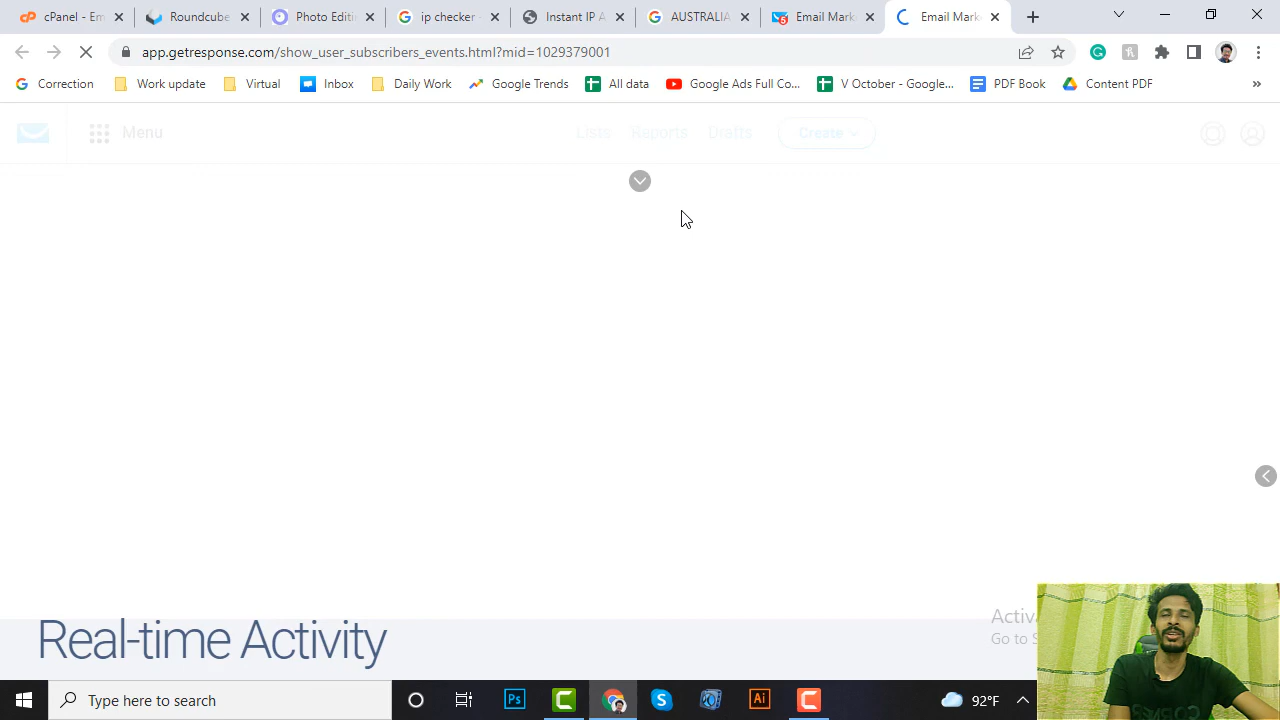 cPanel - Em
Roundcube
Photo Editi
ip checker
Instant IP A
AUSTRALIA
Email Mark
Email Mark
app.getresponse.com/show_user_subscribers_events.html?mid=1029379001
Correction
Work update
Virtual
Inbox
Daily Work
Google Trends
All data
Google Ads Full Co...
V October - Google...
PDF Book
Content PDF
»
Menu
Lists
Reports
Drafts
Create
Real-time Activity
Activ
Go to S
Type here to search
Ps
Ai
92°F